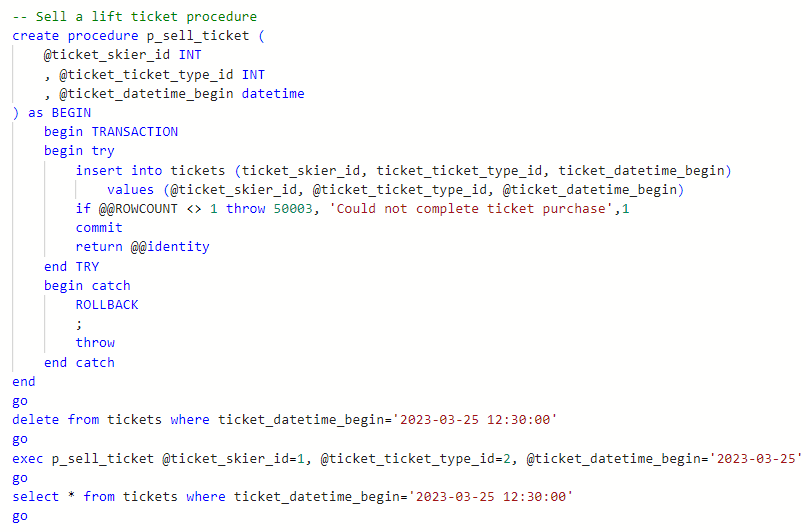 -- Sell a lift ticket procedure
create procedure p_sell_ticket (
    @ticket_skier_id INT
    , @ticket_ticket_type_id INT
    , @ticket_datetime_begin datetime
) as BEGIN
    begin TRANSACTION
    begin try
        insert into tickets (ticket_skier_id, ticket_ticket_type_id, ticket_datetime_begin)
            values (@ticket_skier_id, @ticket_ticket_type_id, @ticket_datetime_begin)
        if @@ROWCOUNT <> 1 throw 50003, 'Could not complete ticket purchase',1
        commit
        return @@identity
    end TRY
    begin catch
        ROLLBACK
        ;
        throw
    end catch
end
go
delete from tickets where ticket_datetime_begin='2023-03-25 12:30:00'
go
exec p_sell_ticket @ticket_skier_id=1, @ticket_ticket_type_id=2, @ticket_datetime_begin='2023-03-25'
go
select * from tickets where ticket_datetime_begin='2023-03-25 12:30:00'
go